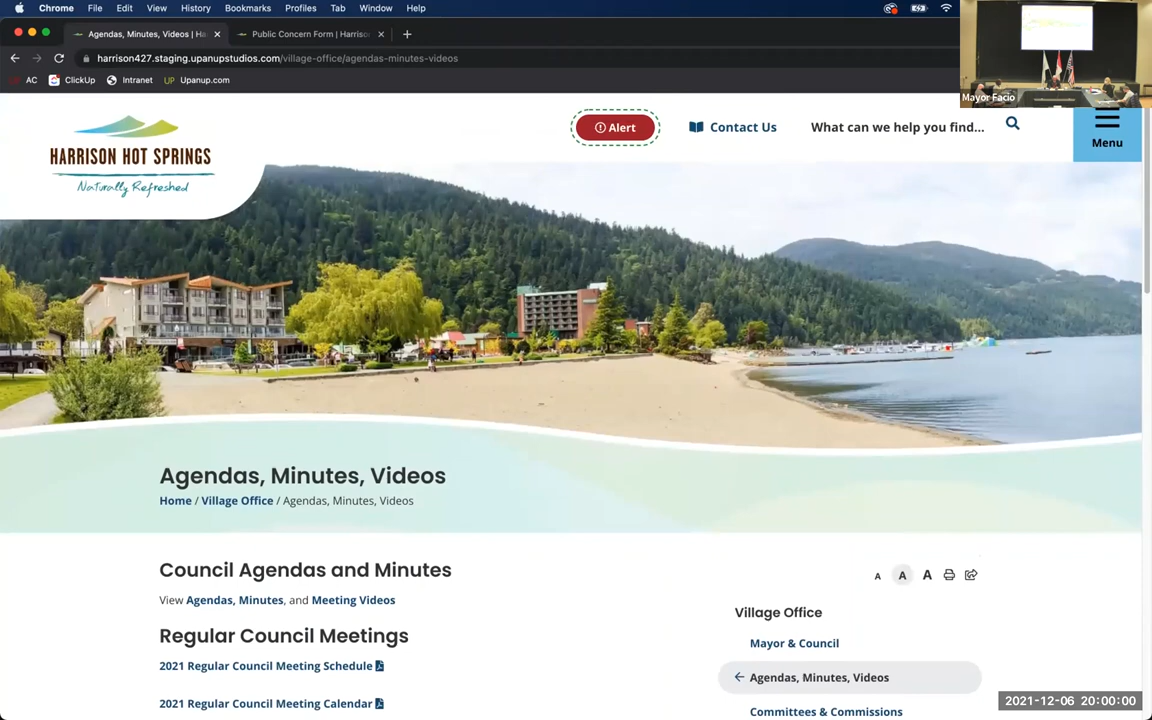 Chrome File Edit View History Bookmarks Profiles Tab Window Help
Agendas, Minutes, Videos | Ha
Public Concern Form | Harriso
harrison427.staging.upanupstudios.com/village-office/agendas-minutes-videos
AC ClickUp Intranet UP Upanup.com
Mayor Facio
HARRISON HOT SPRINGS
Naturally Refreshed
Alert
Contact Us
What can we help you find...
Menu
Agendas, Minutes, Videos
Home / Village Office / Agendas, Minutes, Videos
Council Agendas and Minutes
View Agendas, Minutes, and Meeting Videos
Regular Council Meetings
2021 Regular Council Meeting Schedule
2021 Regular Council Meeting Calendar
A A A
Village Office
Mayor & Council
Agendas, Minutes, Videos
Committees & Commissions
2021-12-06 20:00:00